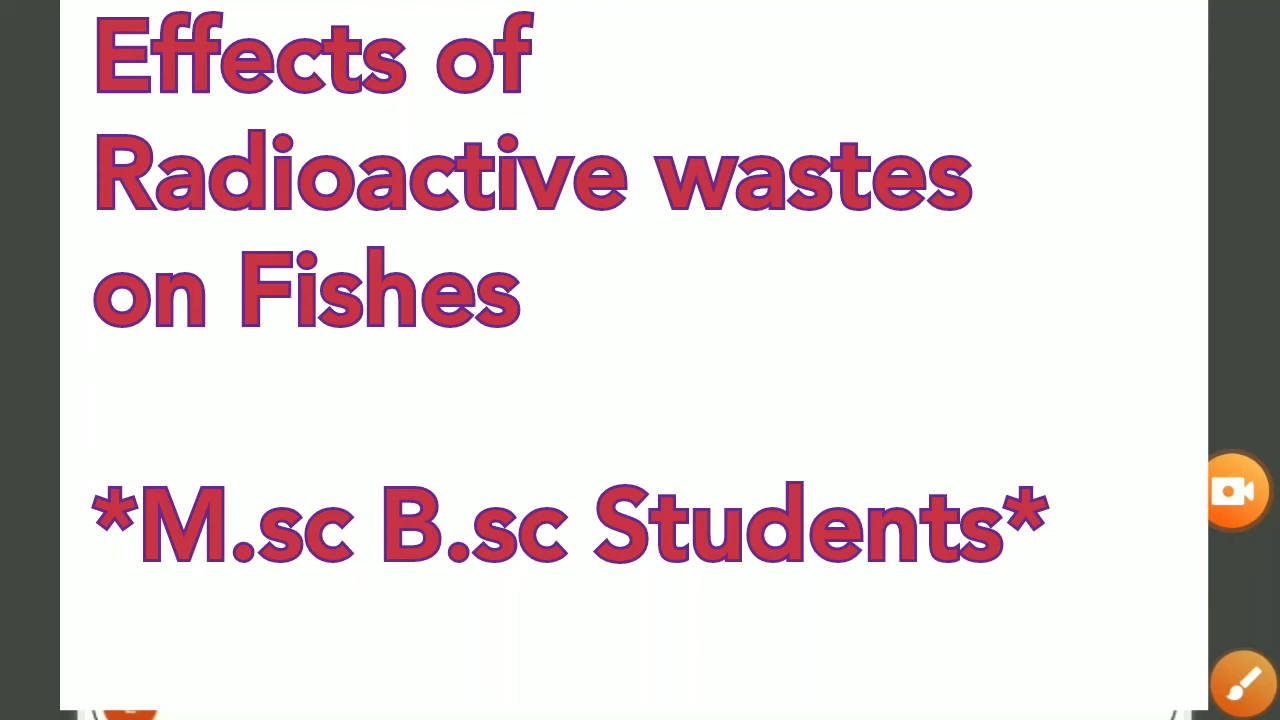 Effects of
Radioactive wastes
on Fishes
*M.sc B.sc Students*